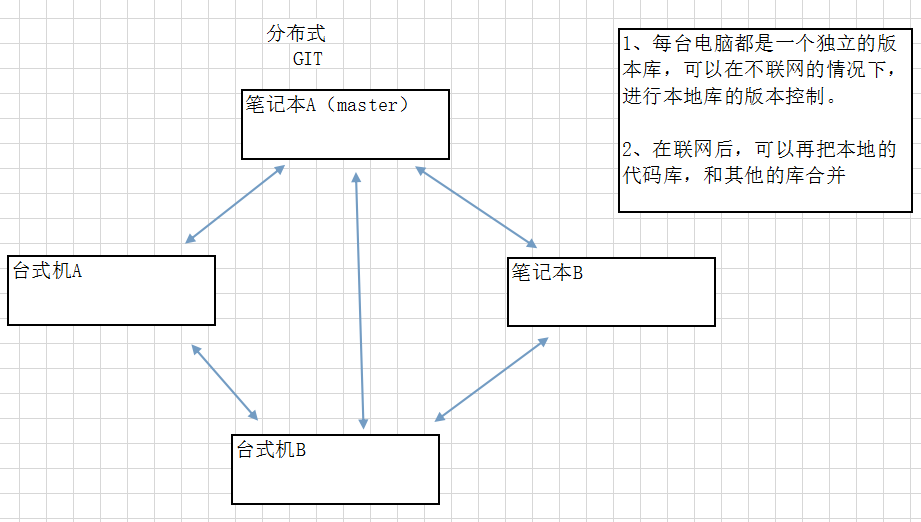 分布式
GIT
笔记本A（master）
1、每台电脑都是一个独立的版
本库，可以在不联网的情况下，
进行本地库的版本控制。
2、在联网后，可以再把本地的
代码库，和其他的库合并
台式机A
笔记本B
台式机B